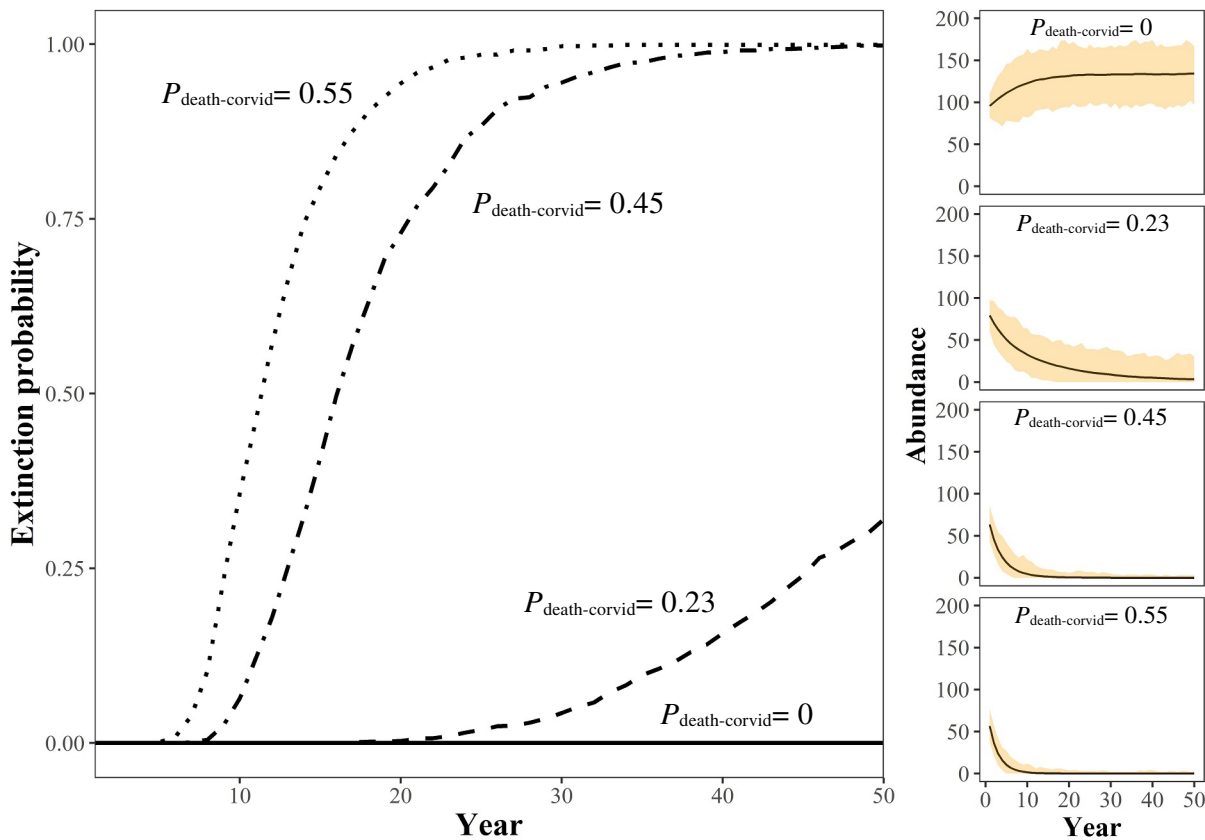 1.00
0.75
0.50
0.25
0.00
Extinction probability
10
20
30
40
50
Year
P death-corvid= 0.55
P death-corvid= 0.45
P death-corvid= 0.23
P death-corvid= 0
Abundance
P death-corvid= 0
200
150
100
50
0
P death-corvid= 0.23
200
150
100
50
0
P death-corvid= 0.45
200
150
100
50
0
P death-corvid= 0.55
200
150
100
50
0
0 10 20 30 40 50
Year